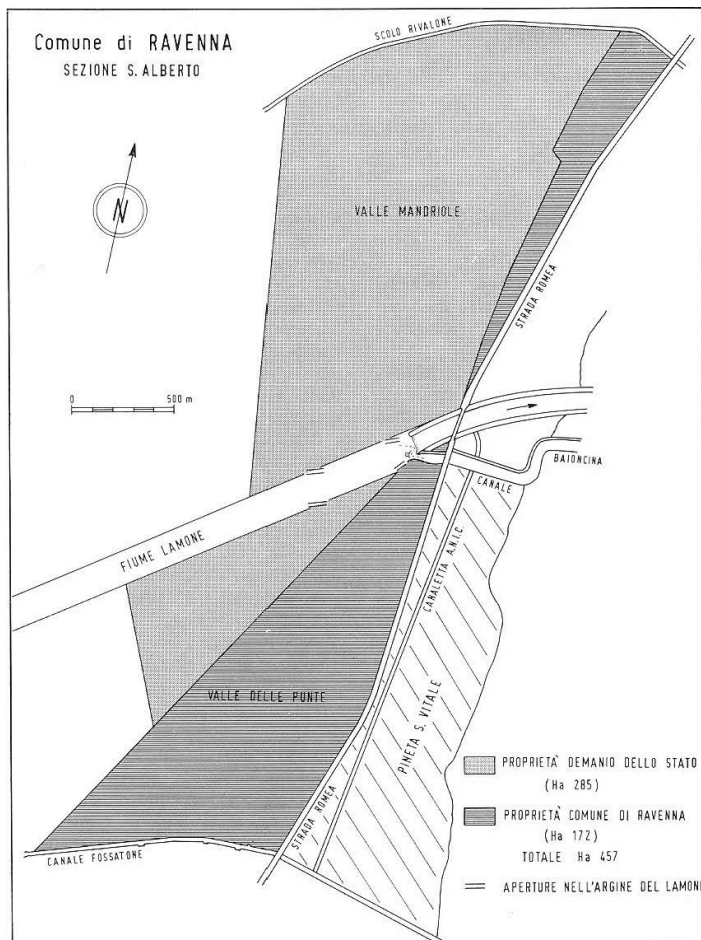 Comune di RAVENNA
SEZIONE S. ALBERTO
SCOLO RIVALONE
N
VALLE MANDRIOLE
STRADA ROMEA
0 500 m
BAIONCINA
CANALE
FIUME LAMONE
CANALETTA A.N.I.C.
VALLE DELLE PUNTE
PINETA S. VITALE
STRADA ROMEA
CANALE FOSSATONE
PROPRIETÀ DEMANIO DELLO STATO
(Ha 285)
PROPRIETÀ COMUNE DI RAVENNA
(Ha 172)
TOTALE Ha 457
APERTURE NELL'ARGINE DEL LAMONE